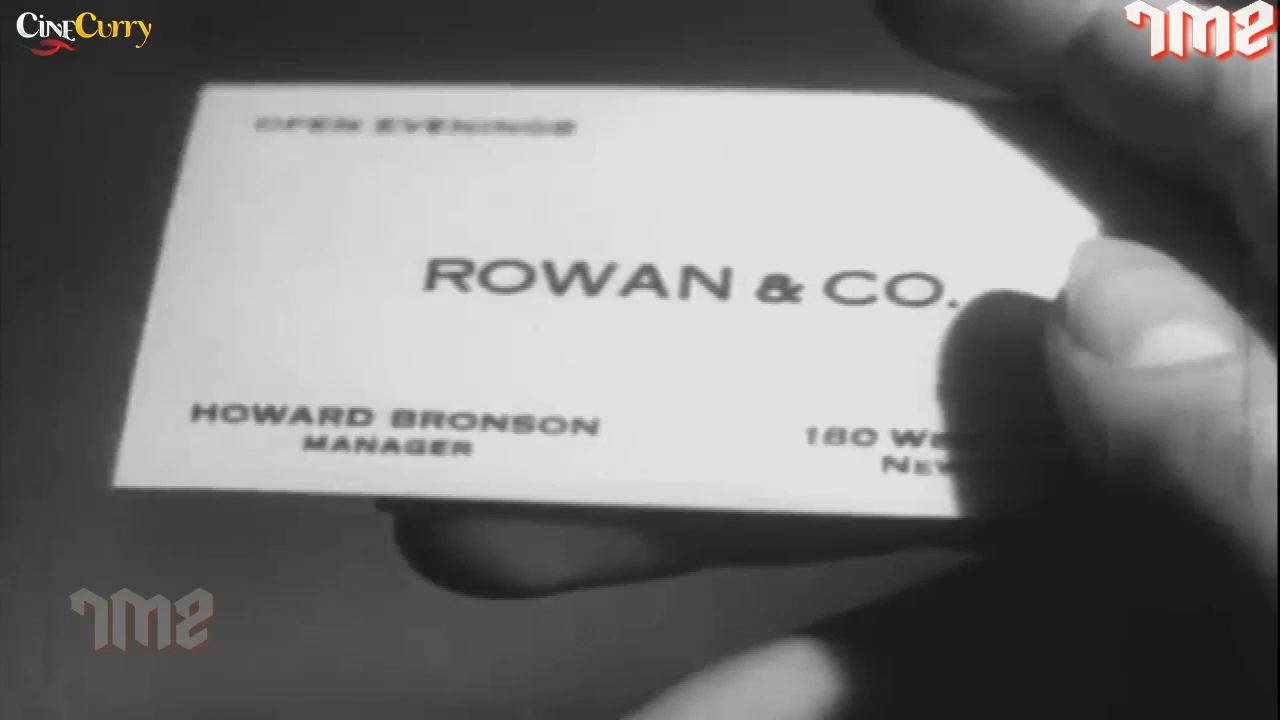 CINECURRY
OPEN EVENINGS
ROWAN & CO.
HOWARD BRONSON
MANAGER
180
NEW